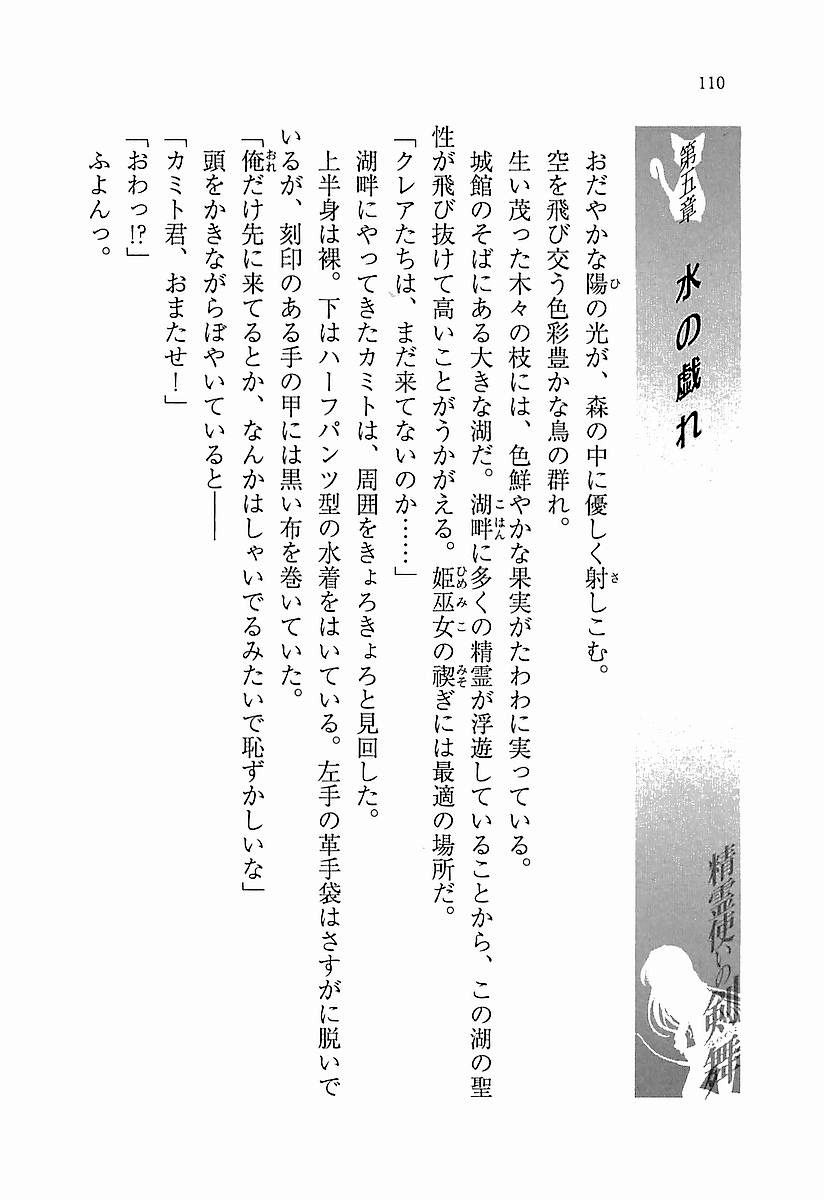 110
第五章 水の戯れ
精霊使いの剣舞
おだやかな陽の光が、森の中に優しく射しこむ。
空を飛び交う色彩豊かな鳥の群れ。
生い茂った木々の枝には、色鮮やかな果実がたわわに実っている。
城館のそばにある大きな湖だ。湖畔に多くの精霊が浮遊していることから、この湖の聖
性が飛び抜けて高いことがうかがえる。姫巫女の禊ぎには最適の場所だ。
「クレアたちは、まだ来てないのか……」
湖畔にやってきたカミトは、周囲をきょろきょろと見回した。
上半身は裸。下はハーフパンツ型の水着をはいている。左手の革手袋はさすがに脱いで
いるが、刻印のある手の甲には黒い布を巻いていた。
「俺だけ先に来てるとか、なんかはしゃいでるみたいで恥ずかしいな」
頭をかきながらぼやいていると――
「カミト君、おまたせ！」
「おわっ!?」
ふよんっ。